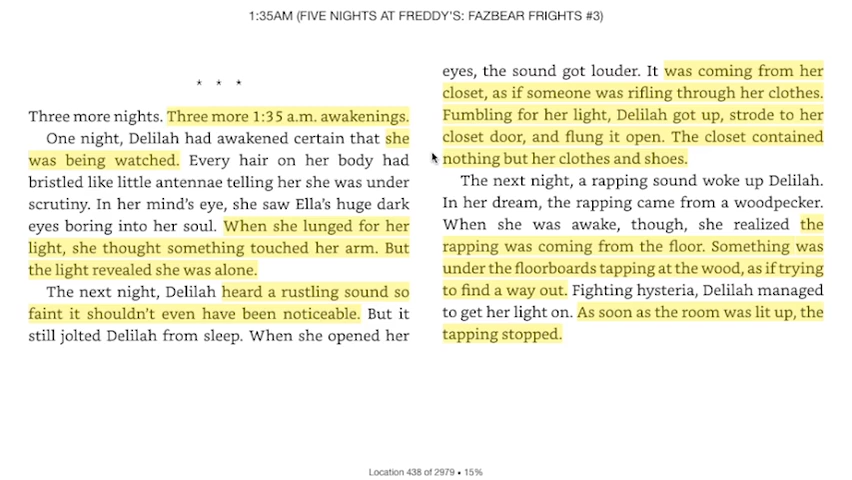 1:35AM (FIVE NIGHTS AT FREDDY'S: FAZBEAR FRIGHTS #3)
* * *
Three more nights. Three more 1:35 a.m. awakenings.
One night, Delilah had awakened certain that she
was being watched. Every hair on her body had
bristled like little antennae telling her she was under
scrutiny. In her mind's eye, she saw Ella's huge dark
eyes boring into her soul. When she lunged for her
light, she thought something touched her arm. But
the light revealed she was alone.
The next night, Delilah heard a rustling sound so
faint it shouldn't even have been noticeable. But it
still jolted Delilah from sleep. When she opened her
eyes, the sound got louder. It was coming from her
closet, as if someone was rifling through her clothes.
Fumbling for her light, Delilah got up, strode to her
closet door, and flung it open. The closet contained
nothing but her clothes and shoes.
The next night, a rapping sound woke up Delilah.
In her dream, the rapping came from a woodpecker.
When she was awake, though, she realized the
rapping was coming from the floor. Something was
under the floorboards tapping at the wood, as if trying
to find a way out. Fighting hysteria, Delilah managed
to get her light on. As soon as the room was lit up, the
tapping stopped.
Location 438 of 2979 • 15%